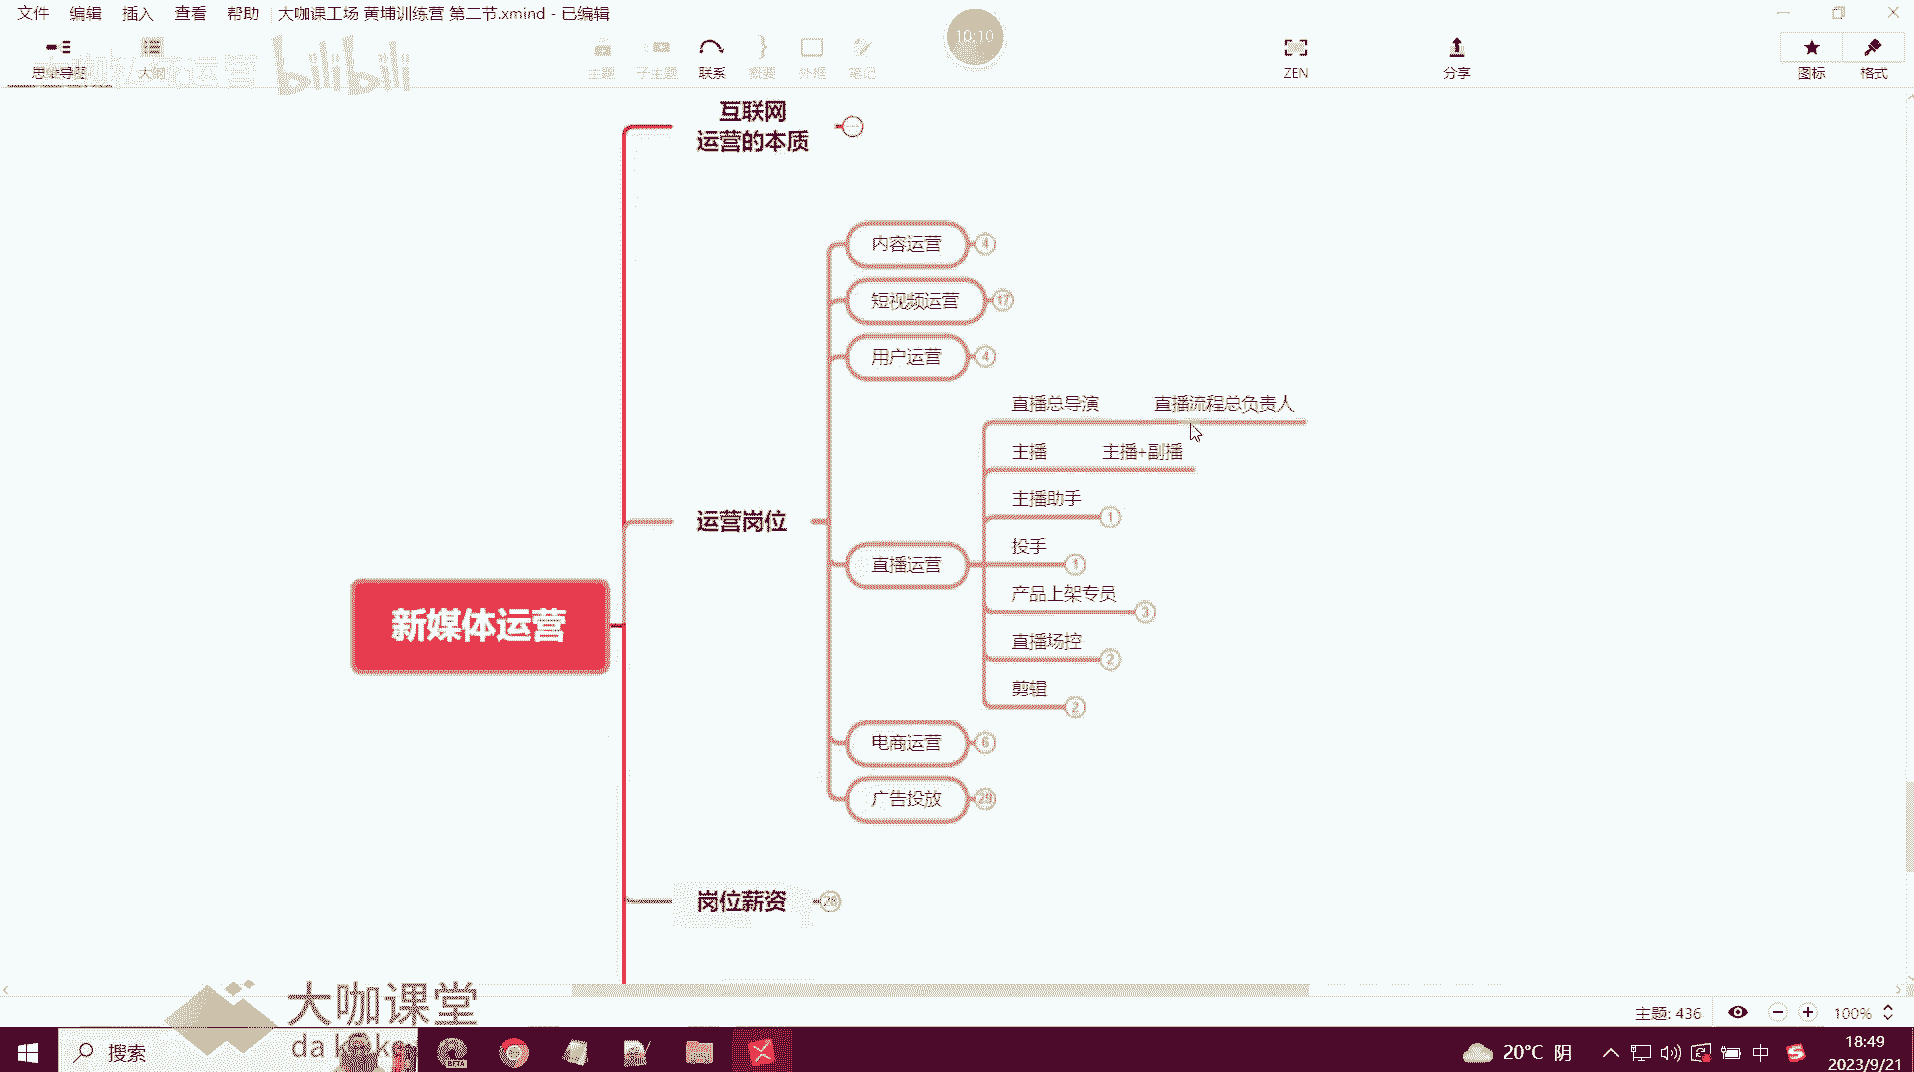 文件 编辑 插入 查看 帮助 大咖课工场 黄埔训练营 第二节.xmind - 已编辑
10:10
思维导图 大纲 主题 子主题 联系 概要 外框 笔记 ZEN 分享 图标 格式
bilibili
互联网
运营的本质
内容运营 4
短视频运营 17
用户运营 4
直播总导演 直播流程总负责人
主播 主播+副播
主播助手 1
运营岗位
投手 1
直播运营
产品上架专员 3
新媒体运营
直播场控 2
剪辑 2
电商运营 6
广告投放 29
岗位薪资 28
大咖课堂
da ka ke
主题: 436 100%
搜索
20°C 阴 中
18:49
2023/9/21